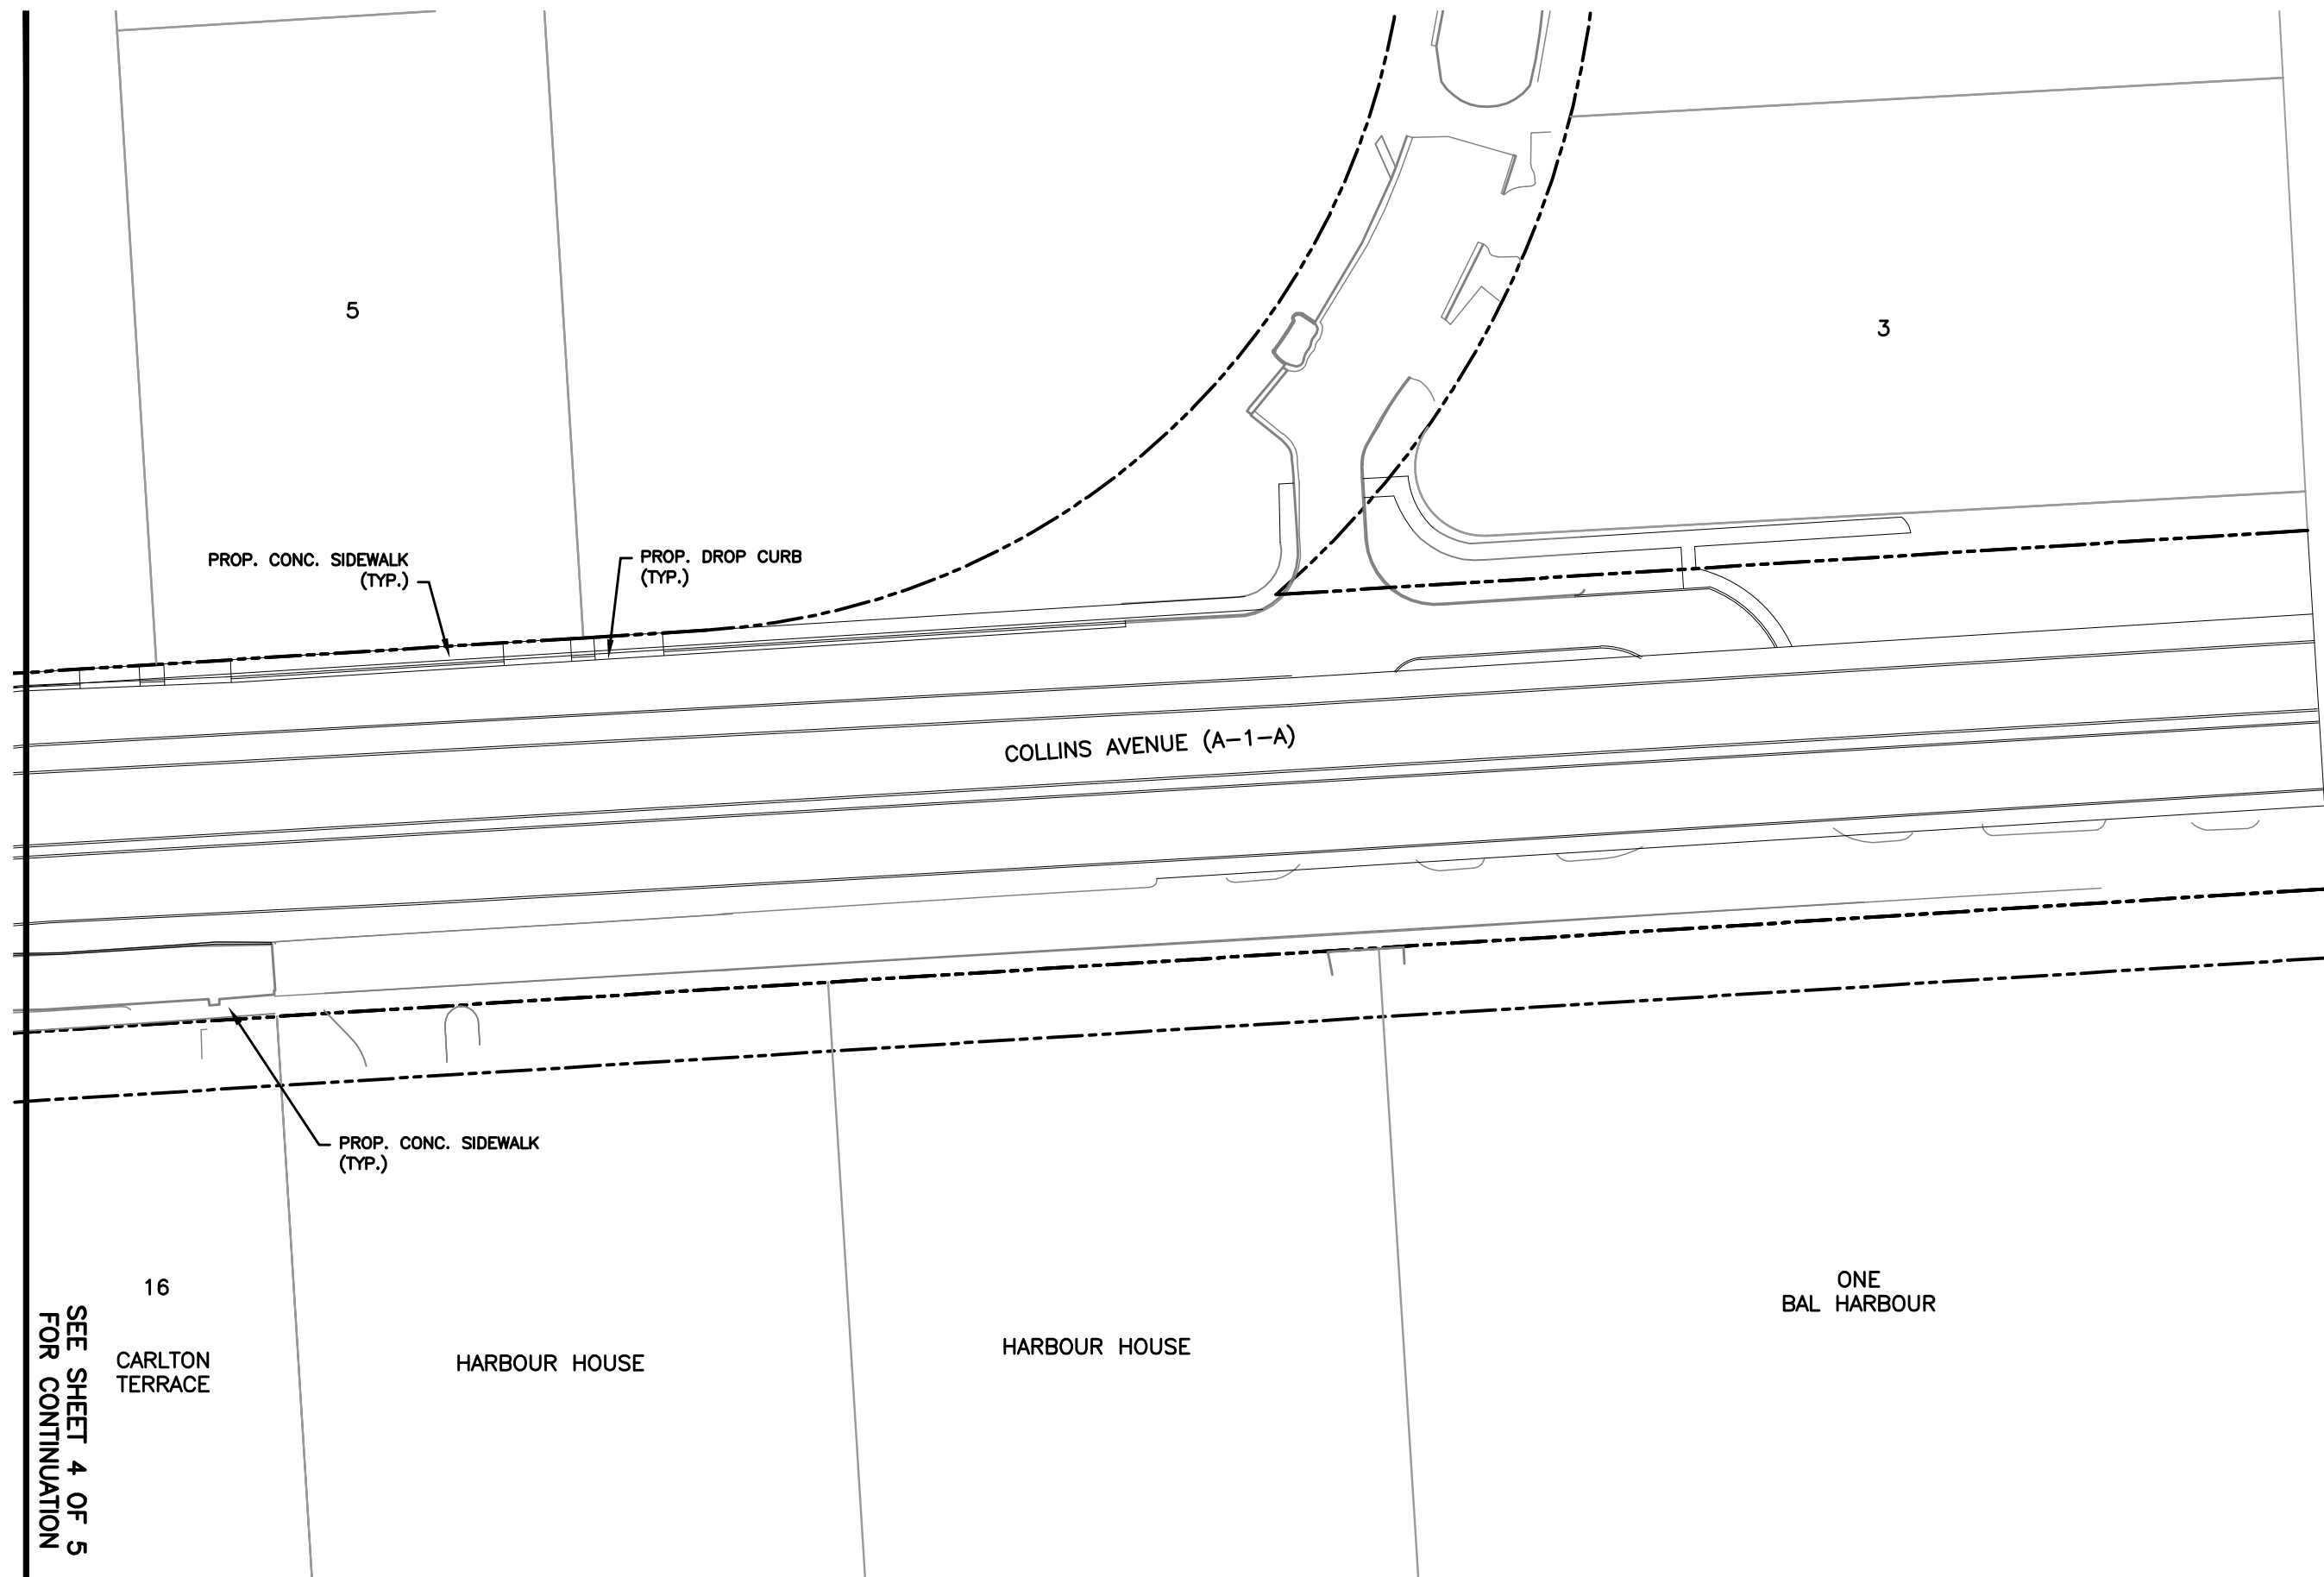 5
3
PROP. CONC. SIDEWALK
(TYP.)
PROP. DROP CURB
(TYP.)
COLLINS AVENUE (A-1-A)
PROP. CONC. SIDEWALK
(TYP.)
16
CARLTON
TERRACE
HARBOUR HOUSE
HARBOUR HOUSE
ONE
BAL HARBOUR
SEE SHEET 4 OF 5
FOR CONTINUATION